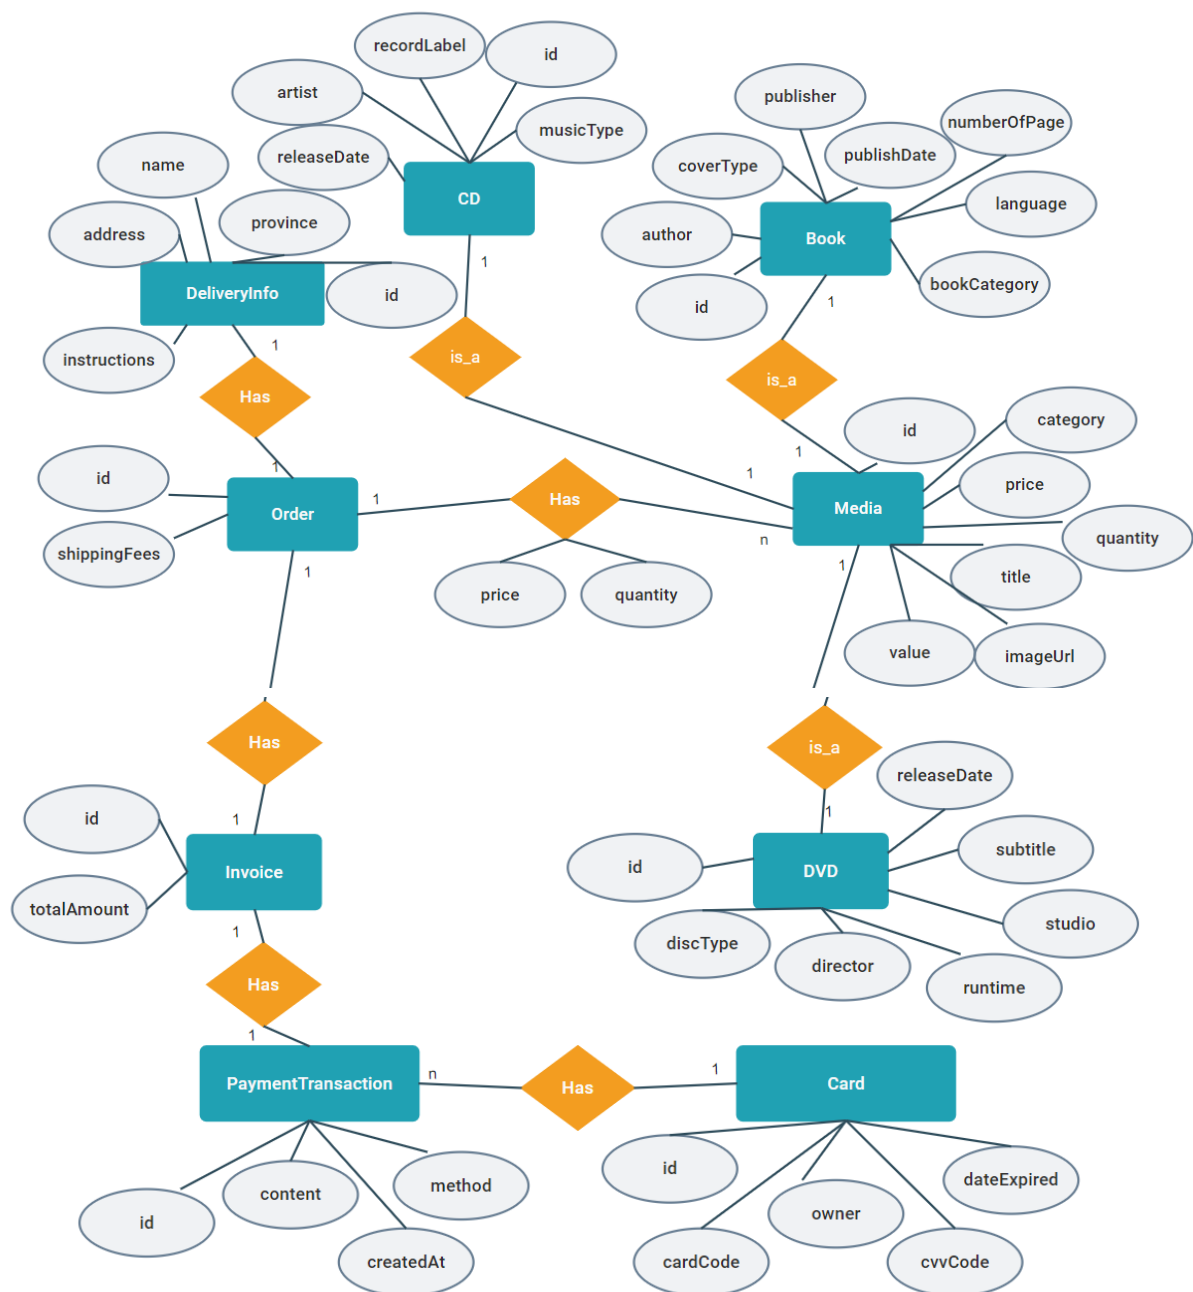 recordLabel
id
artist
musicType
releaseDate
CD
publisher
numberOfPage
publishDate
coverType
language
author
Book
id
bookCategory
name
province
address
DeliveryInfo
id
instructions
1
1
1
is_a
is_a
Has
1
1
1
id
category
id
price
Order
1
Has
n
Media
quantity
shippingFees
1
price
quantity
1
title
value
imageUrl
Has
is_a
releaseDate
id
1
1
Invoice
id
DVD
subtitle
totalAmount
1
studio
discType
director
runtime
Has
1
PaymentTransaction
n
Has
1
Card
id
content
method
createdAt
id
dateExpired
owner
cardCode
cvvCode